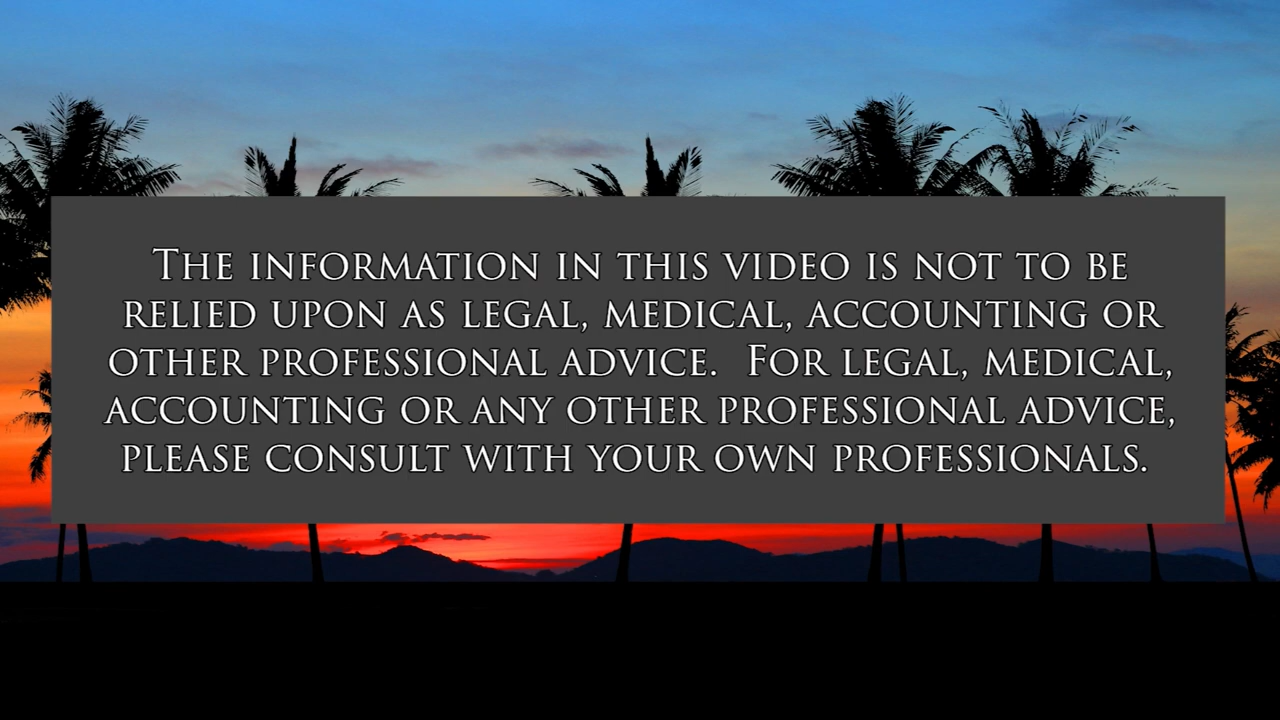 The information in this video is not to be
relied upon as legal, medical, accounting or
other professional advice.  For legal, medical,
accounting or any other professional advice,
please consult with your own professionals.